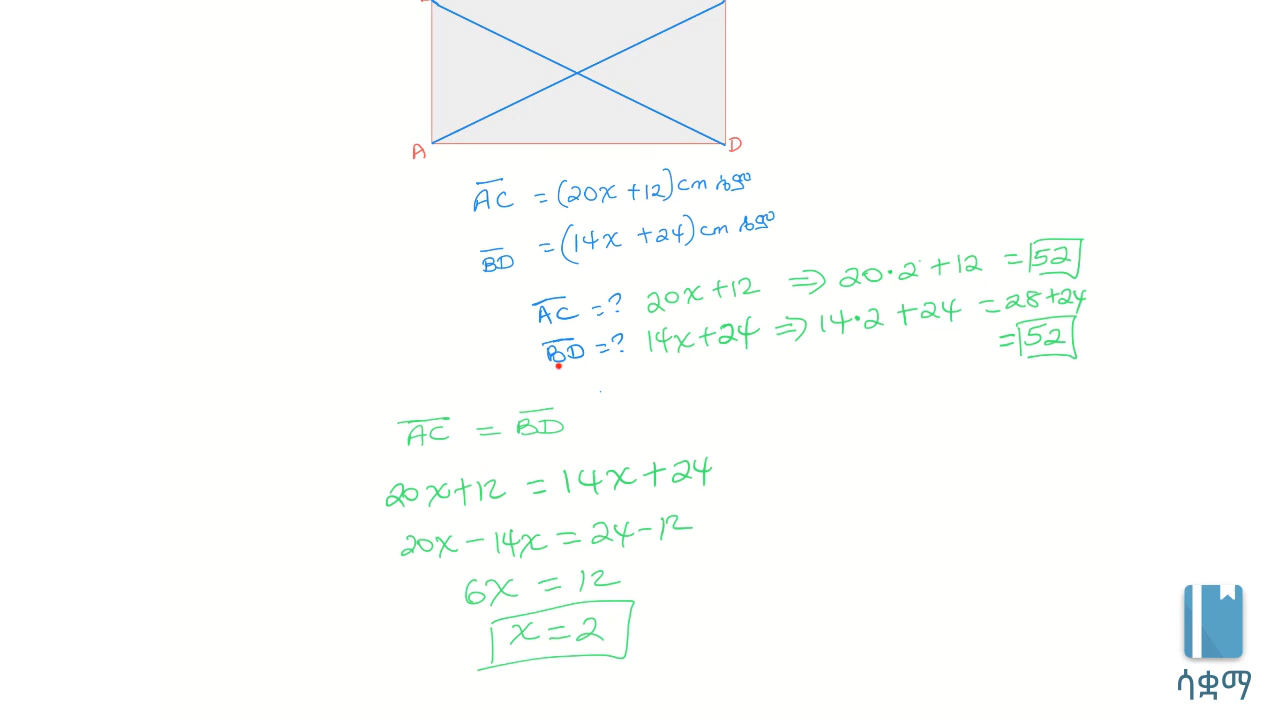 A D
AC = (20x + 12) cm ነው
BD = (14x + 24) cm ነው
AC = ? 20x + 12 ⇒ 20·2 + 12 = 52
BD = ? 14x + 24 ⇒ 14·2 + 24 = 28 + 24
= 52
AC = BD
20x + 12 = 14x + 24
20x − 14x = 24 − 12
6x = 12
x = 2
ሳቋማ